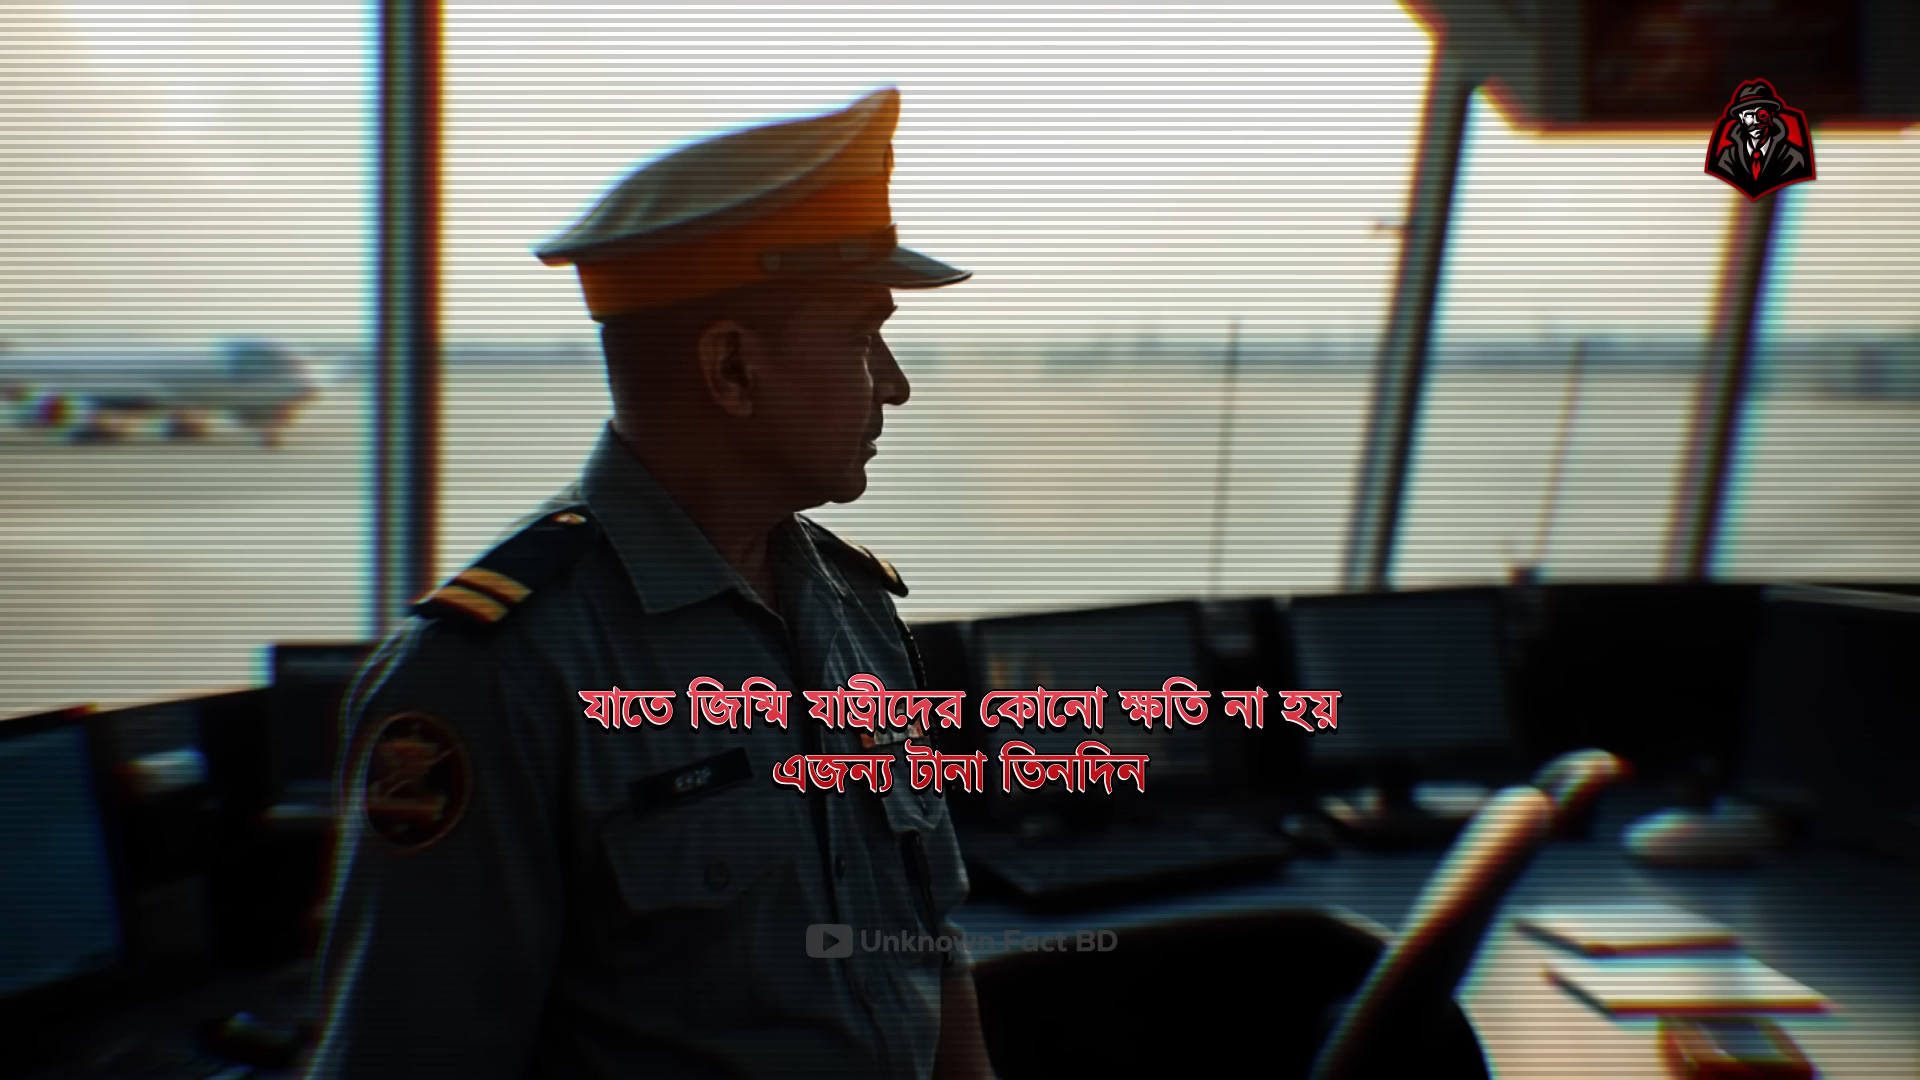 যাতে জিম্মি যাত্রীদের কোনো ক্ষতি না হয়
এজন্য টানা তিনদিন
Unknown Fact BD